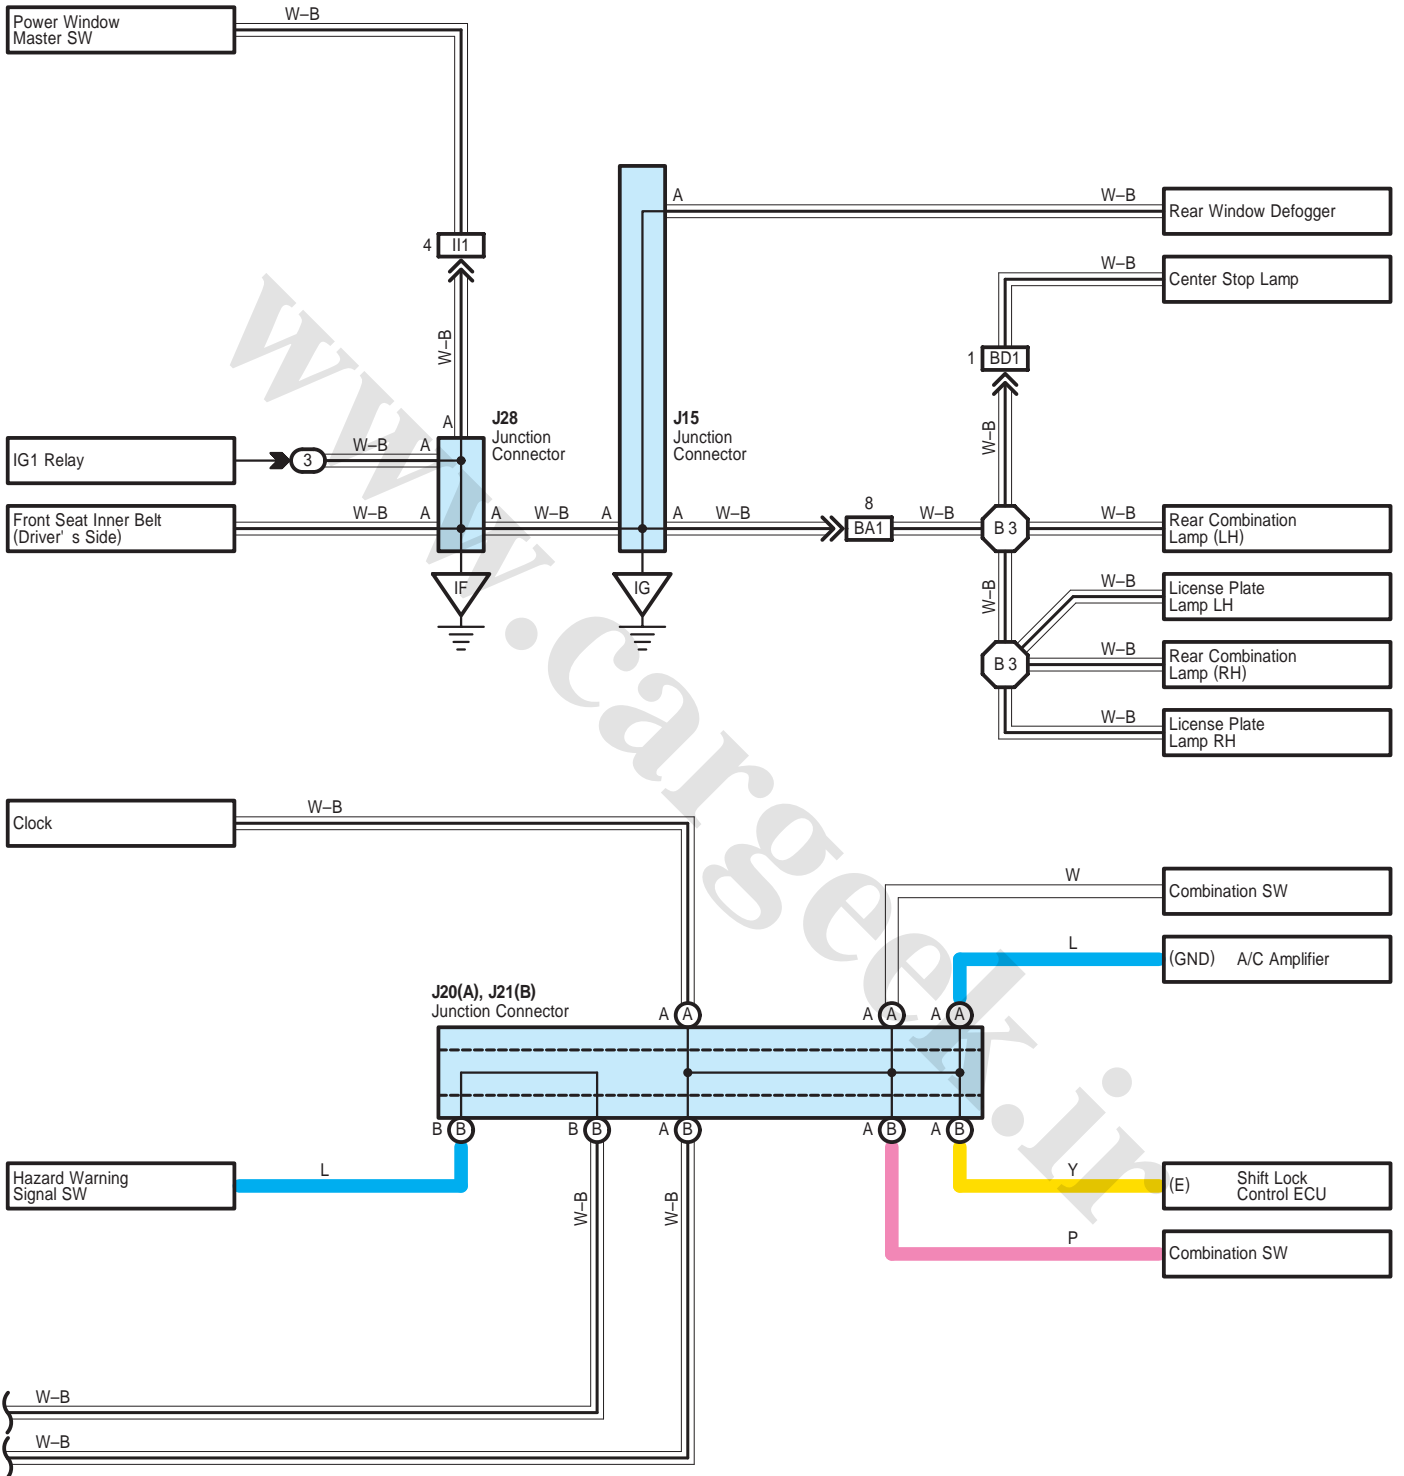 Power Window
Master SW
W–B
A
W–B
Rear Window Defogger
4
II1
W–B
Center Stop Lamp
W–B
1
BD1
A
J28
Junction
Connector
J15
Junction
Connector
W–B
IG1 Relay
3
W–B
A
Front Seat Inner Belt
(Driver' s Side)
W–B
A
A
W–B
A
A
W–B
8
BA1
W–B
B 3
W–B
Rear Combination
Lamp (LH)
IF
IG
W–B
W–B
License Plate
Lamp LH
B 3
W–B
Rear Combination
Lamp (RH)
W–B
License Plate
Lamp RH
Clock
W–B
W
Combination SW
L
(GND) A/C Amplifier
J20(A), J21(B)
Junction Connector
A
A
A
A
A
A
B
B
B
B
A
B
A
B
A
B
Hazard Warning
Signal SW
L
W–B
W–B
Y
(E) Shift Lock
Control ECU
P
Combination SW
W–B
W–B
www.cargeek.ir